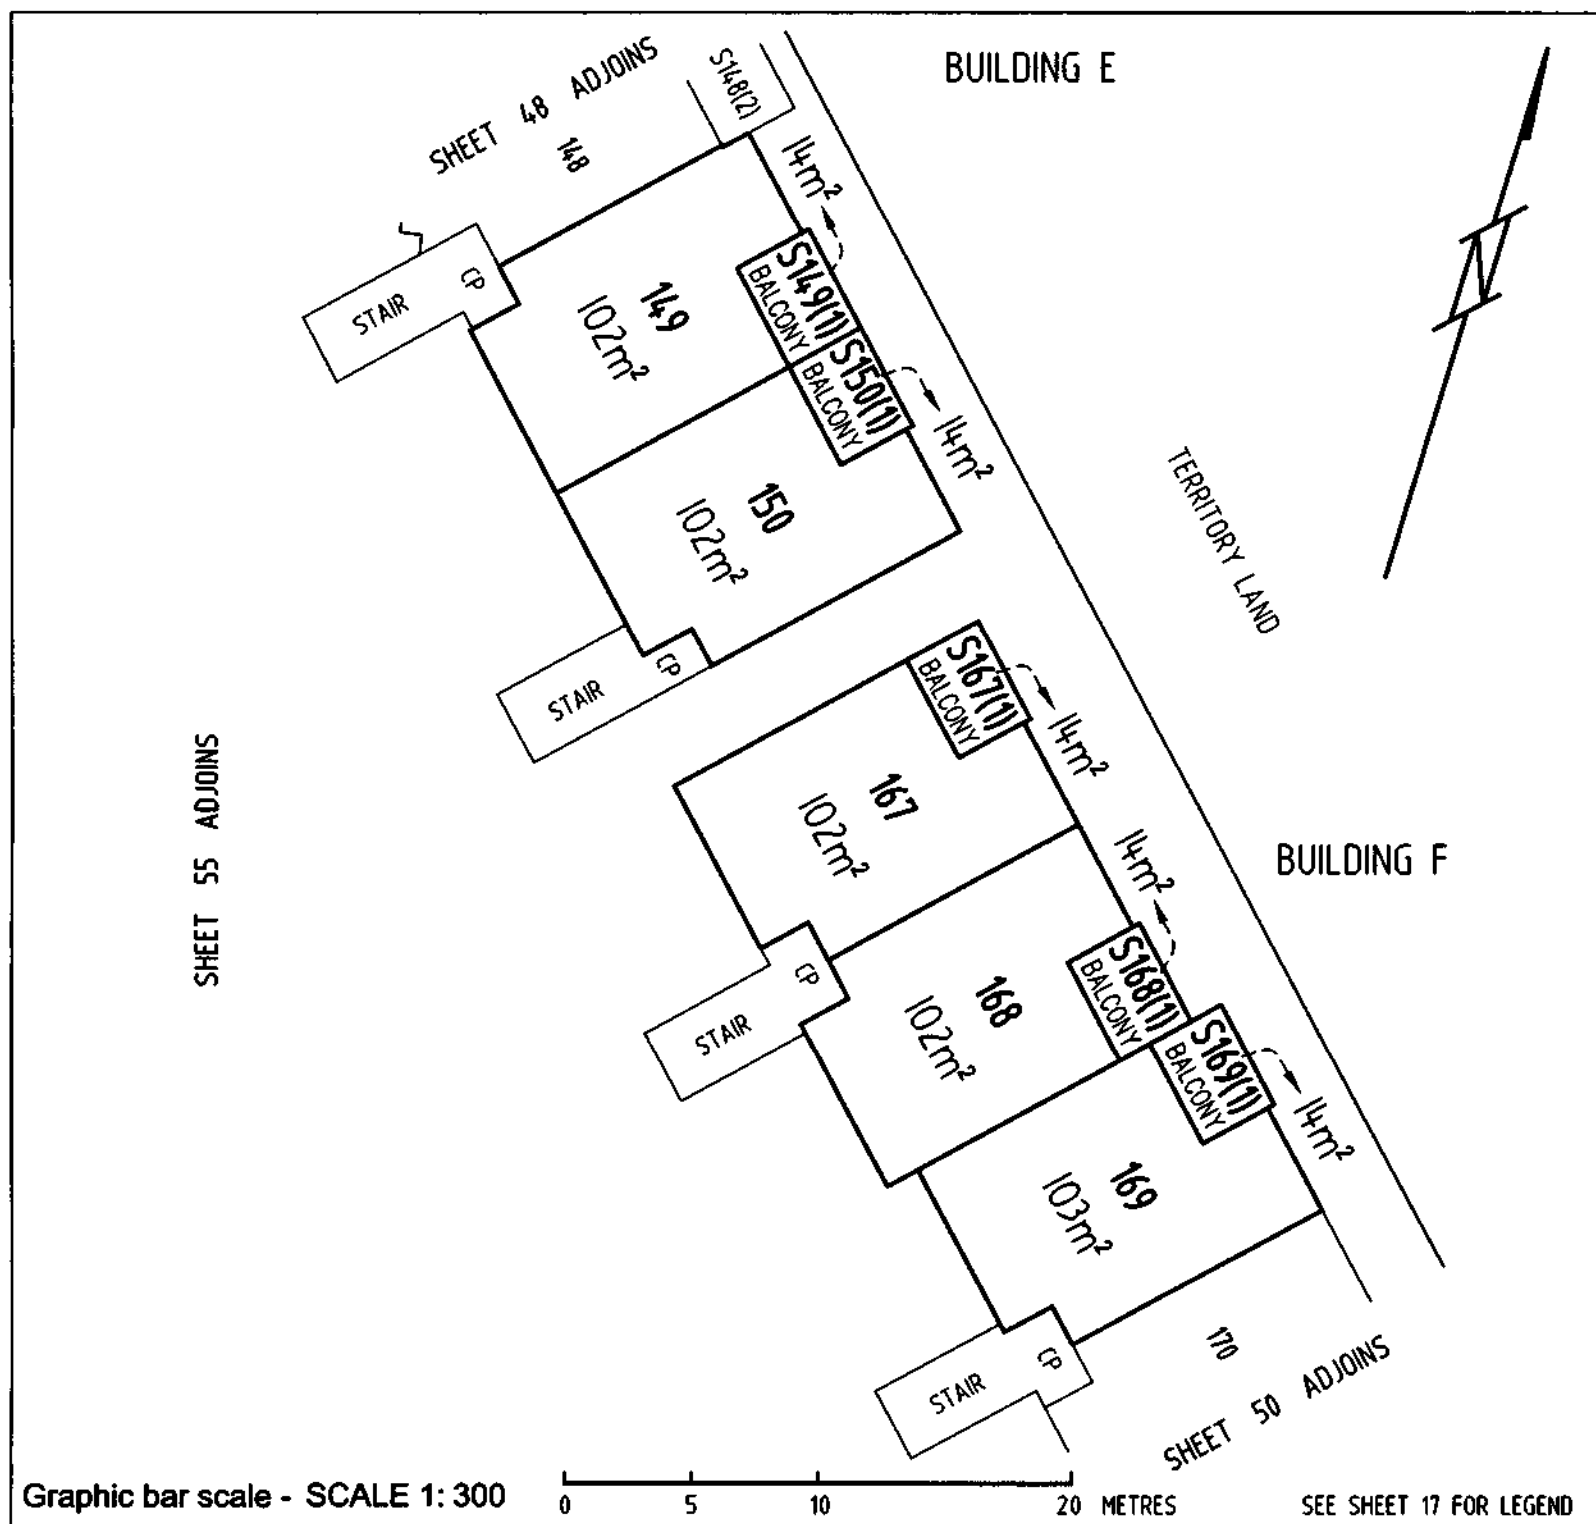 BUILDING E
SHEET 48 ADJOINS
148
S148(2)
14m²
STAIR
CP
149
102m²
S149(1)
BALCONY
S150(1)
BALCONY
14m²
150
102m²
TERRITORY LAND
STAIR
CP
S167(1)
BALCONY
14m²
167
102m²
SHEET 55 ADJOINS
14m²
BUILDING F
STAIR
CP
168
102m²
S168(1)
BALCONY
S169(1)
BALCONY
14m²
169
103m²
STAIR
CP
170
SHEET 50 ADJOINS
Graphic bar scale - SCALE 1: 300
0 5 10 20 METRES
SEE SHEET 17 FOR LEGEND